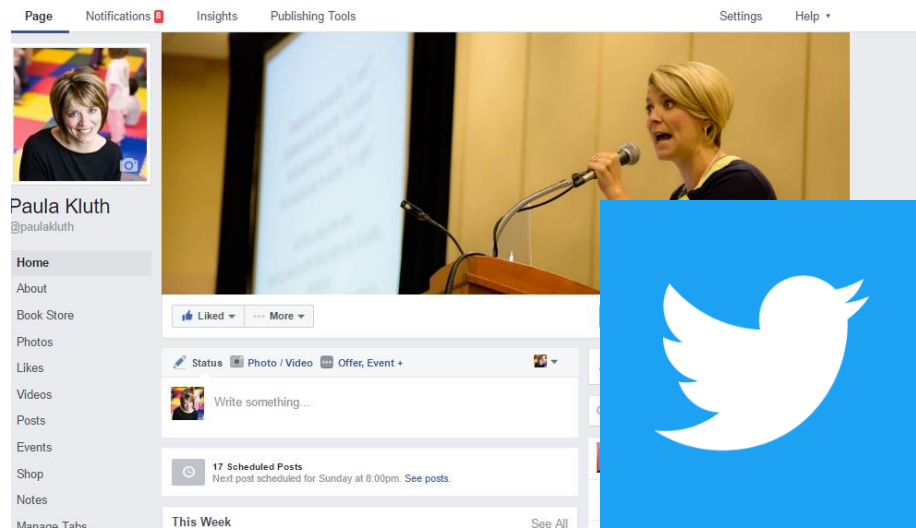 Page Notifications 8 Insights Publishing Tools Settings Help
Paula Kluth
@paulakluth
Home
About
Book Store
Photos
Likes
Videos
Posts
Events
Shop
Notes
Manage Tabs
Liked ••• More
Status Photo / Video Offer, Event +
Write something...
17 Scheduled Posts
Next post scheduled for Sunday at 8:00pm. See posts.
This Week See All